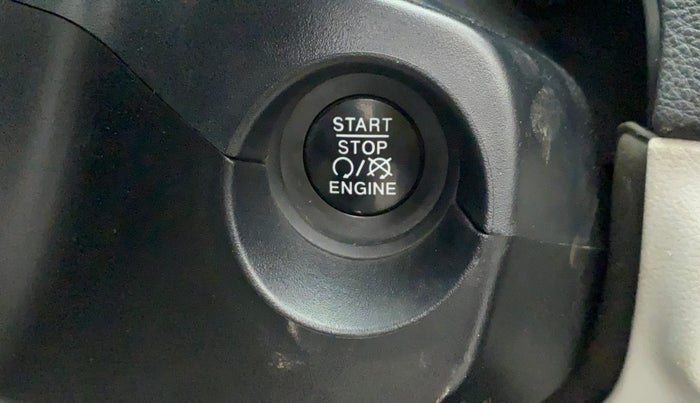 START
STOP
/
ENGINE